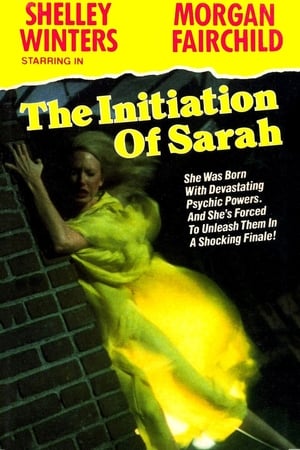 SHELLEY WINTERS
MORGAN FAIRCHILD
STARRING IN
The Initiation
Of Sarah
She Was Born
With Devastating
Psychic Powers.
And She's Forced
To Unleash Them In
A Shocking Finale!